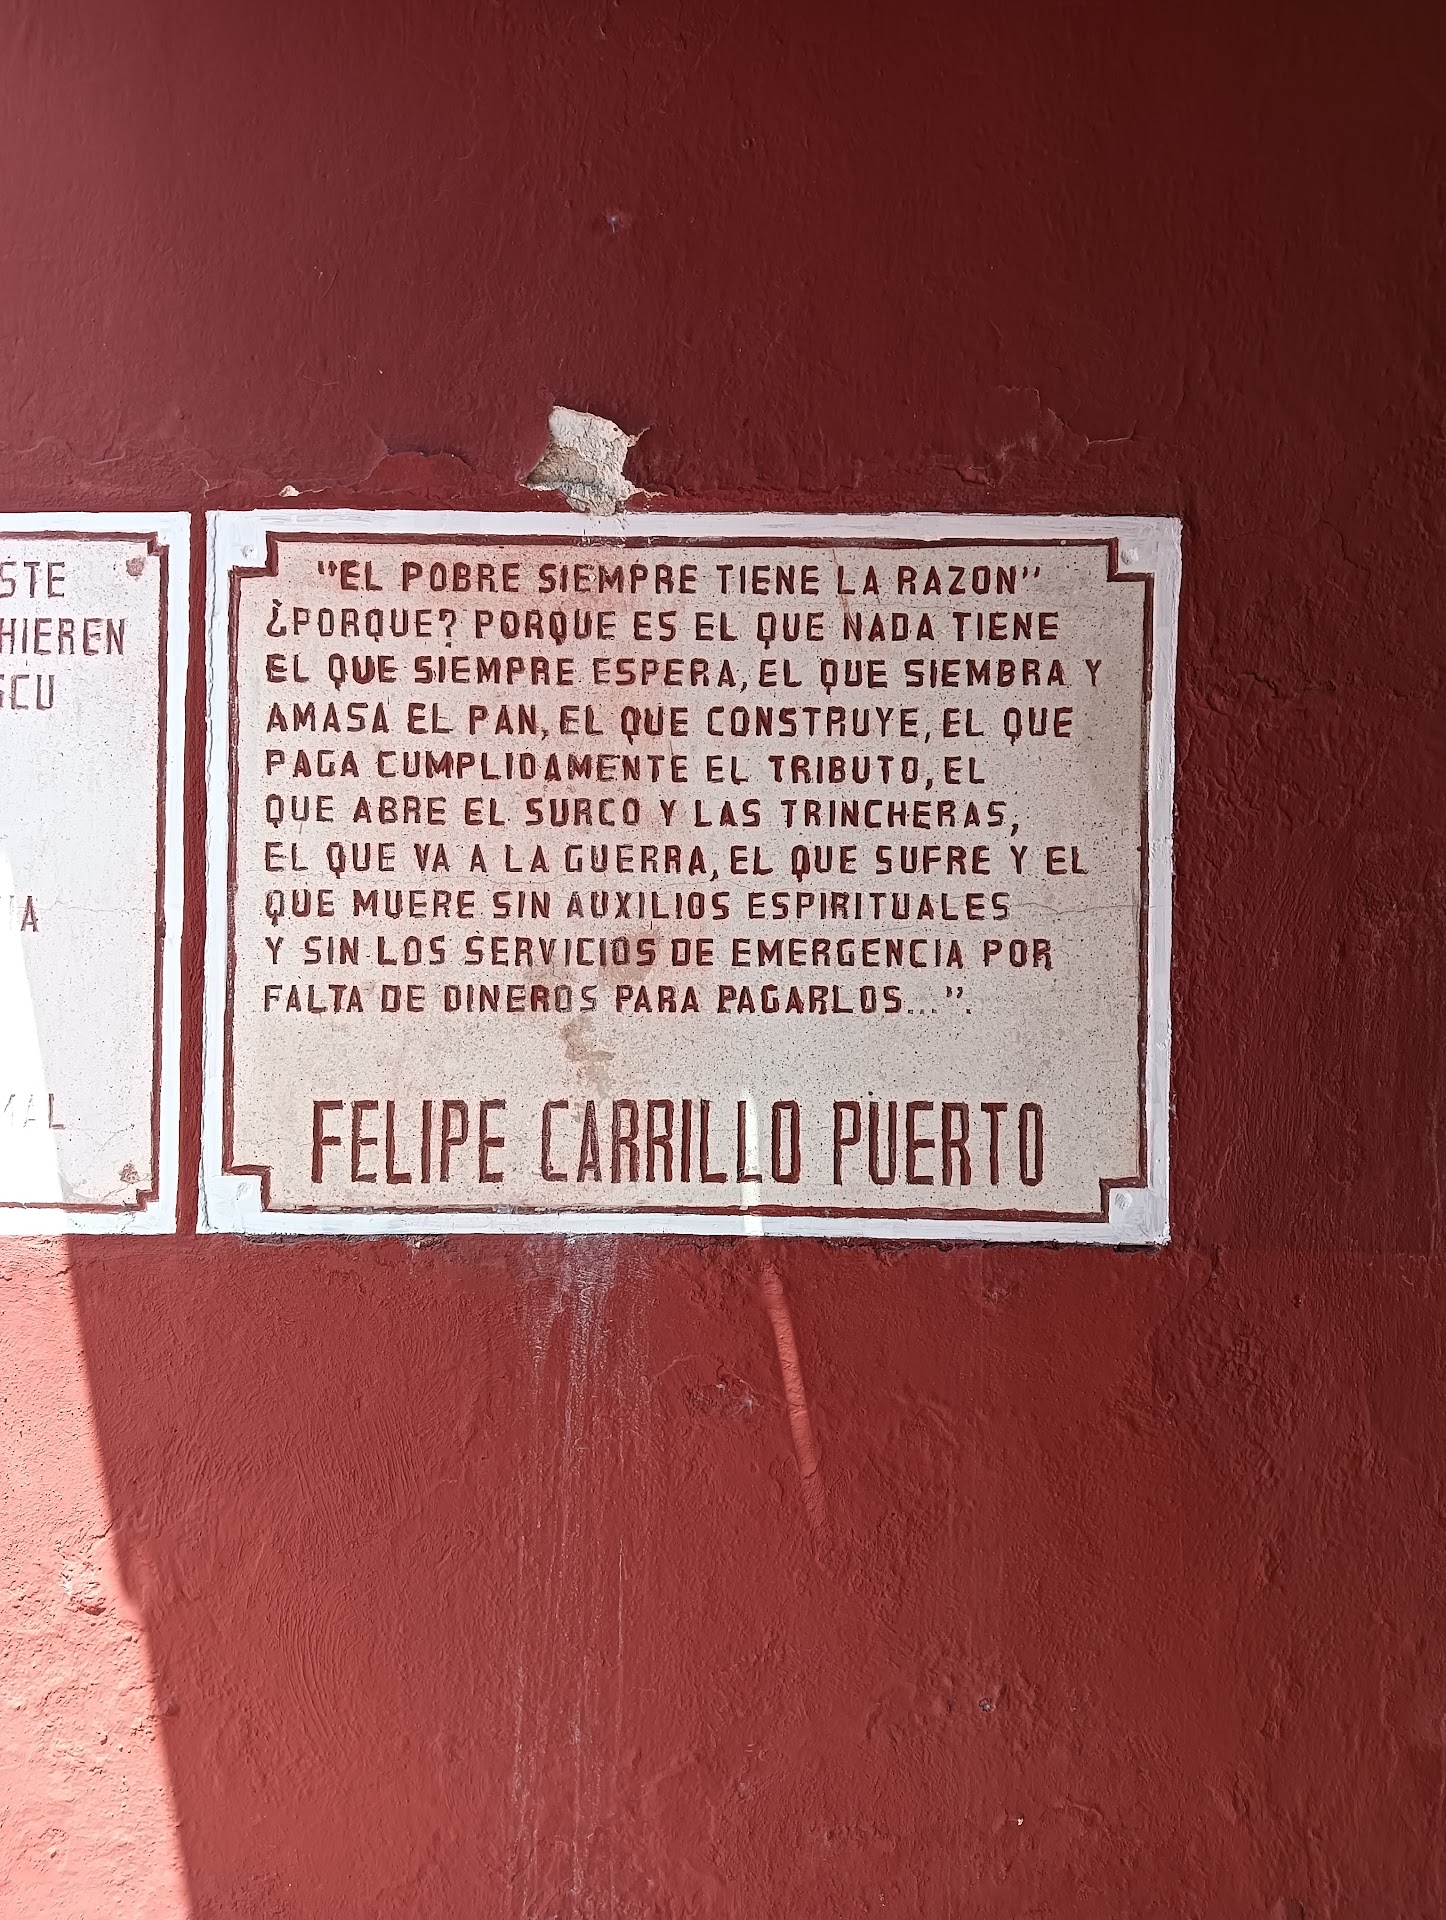 STE
HIEREN
SCU
"EL POBRE SIEMPRE TIENE LA RAZON"
¿PORQUE? PORQUE ES EL QUE NADA TIENE
EL QUE SIEMPRE ESPERA, EL QUE SIEMBRA Y
AMASA EL PAN, EL QUE CONSTRUYE, EL QUE
PAGA CUMPLIDAMENTE EL TRIBUTO, EL
QUE ABRE EL SURCO Y LAS TRINCHERAS,
EL QUE VA A LA GUERRA, EL QUE SUFRE Y EL
QUE MUERE SIN AUXILIOS ESPIRITUALES
Y SIN LOS SERVICIOS DE EMERGENCIA POR
FALTA DE DINEROS PARA PAGARLOS...".
FELIPE CARRILLO PUERTO